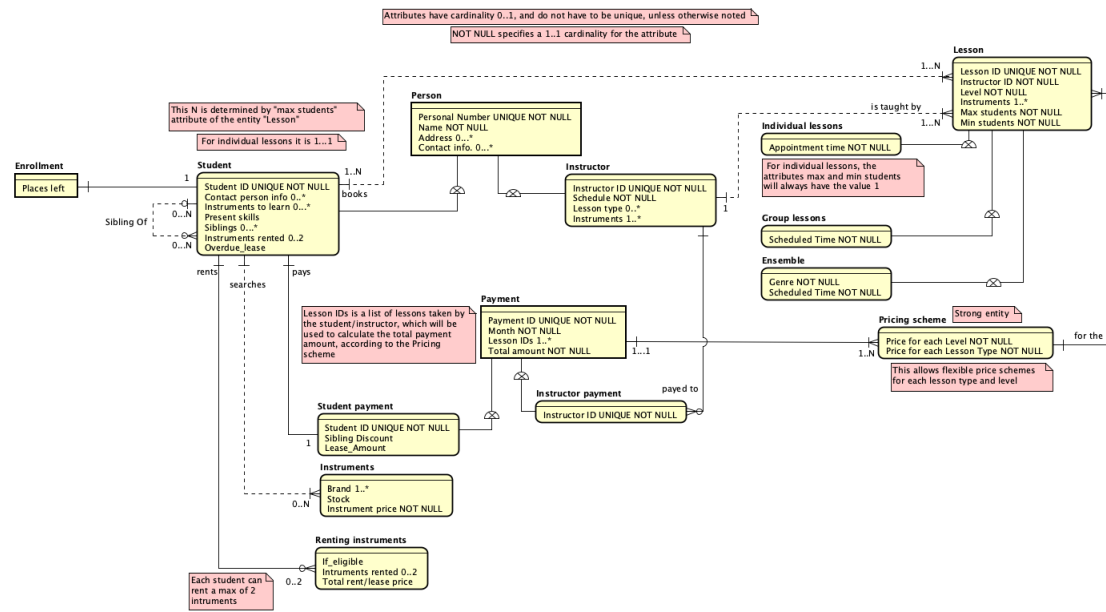 Attributes have cardinality 0..1, and do not have to be unique, unless otherwise noted
NOT NULL specifies a 1..1 cardinality for the attribute
Lesson
1...N
Lesson ID UNIQUE NOT NULL
Instructor ID NOT NULL
Level NOT NULL
Instruments 1..*
Max students NOT NULL
Min students NOT NULL
is taught by
1...N
This N is determined by "max students"
attribute of the entity "Lesson"
For individual lessons it is 1...1
Person
Personal Number UNIQUE NOT NULL
Name NOT NULL
Address 0...*
Contact info. 0...*
Individual lessons
Appointment time NOT NULL
For individual lessons, the
attributes max and min students
will always have the value 1
Enrollment
Places left
1
Student
Student ID UNIQUE NOT NULL
Contact person info 0..*
Instruments to learn 0...*
Present skills
Siblings 0...*
Instruments rented 0..2
Overdue_lease
1..N
books
Sibling Of
0...N
0...N
Instructor
Instructor ID UNIQUE NOT NULL
Schedule NOT NULL
Lesson type 0..*
Instruments 1..*
1
Group lessons
Scheduled Time NOT NULL
Ensemble
Genre NOT NULL
Scheduled Time NOT NULL
rents
searches
pays
Lesson IDs is a list of lessons taken by
the student/instructor, which will be
used to calculate the total payment
amount, according to the Pricing
scheme
Payment
Payment ID UNIQUE NOT NULL
Month NOT NULL
Lesson IDs 1..*
Total amount NOT NULL
1...1
Pricing scheme
Strong entity
Price for each Level NOT NULL
Price for each Lesson Type NOT NULL
1..N
for the
This allows flexible price schemes
for each lesson type and level
Instructor payment
Instructor ID UNIQUE NOT NULL
payed to
Student payment
Student ID UNIQUE NOT NULL
Sibling Discount
Lease_Amount
1
Instruments
Brand 1..*
Stock
Instrument price NOT NULL
0..N
Renting instruments
If_eligible
Intruments rented 0..2
Total rent/lease price
0..2
Each student can
rent a max of 2
intruments